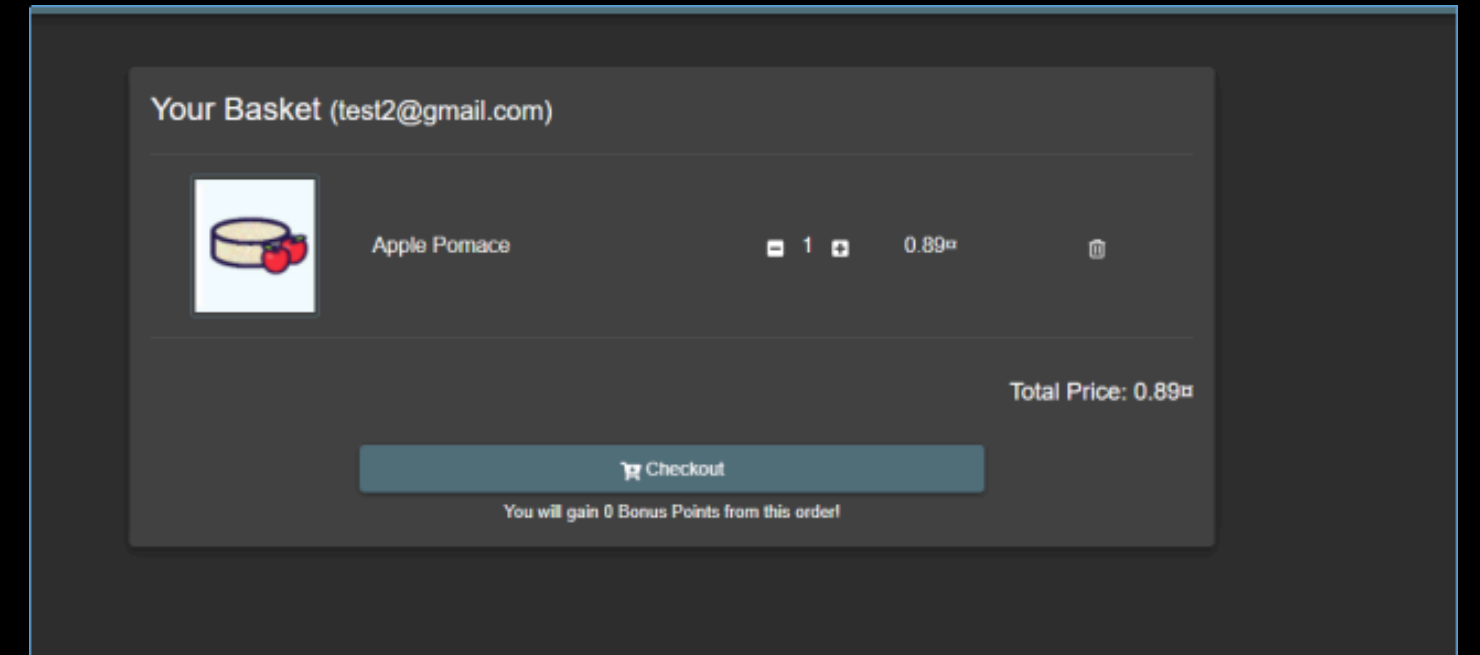 Your Basket (test2@gmail.com)
Apple Pomace 1 0.89¤
Total Price: 0.89¤
Checkout
You will gain 0 Bonus Points from this order!